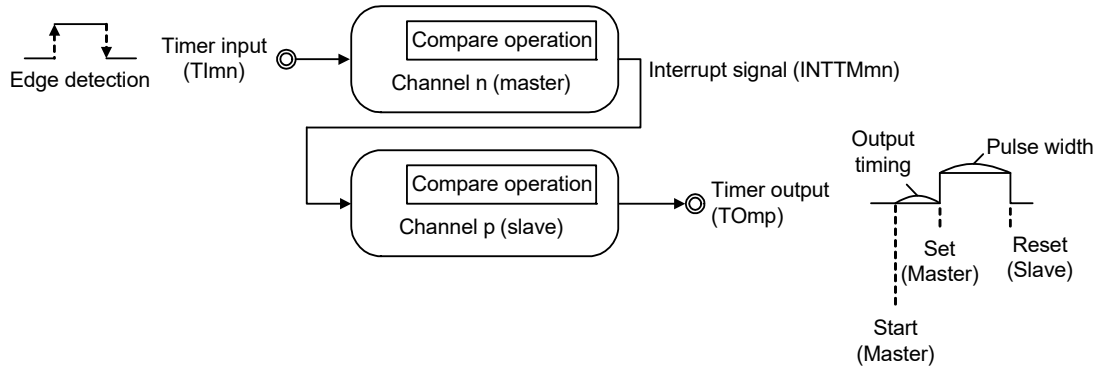 Edge detection
Timer input
(TImn)
Compare operation
Channel n (master)
Interrupt signal (INTTMmn)
Compare operation
Channel p (slave)
Timer output
(TOmp)
Output
timing
Pulse width
Set
(Master)
Reset
(Slave)
Start
(Master)